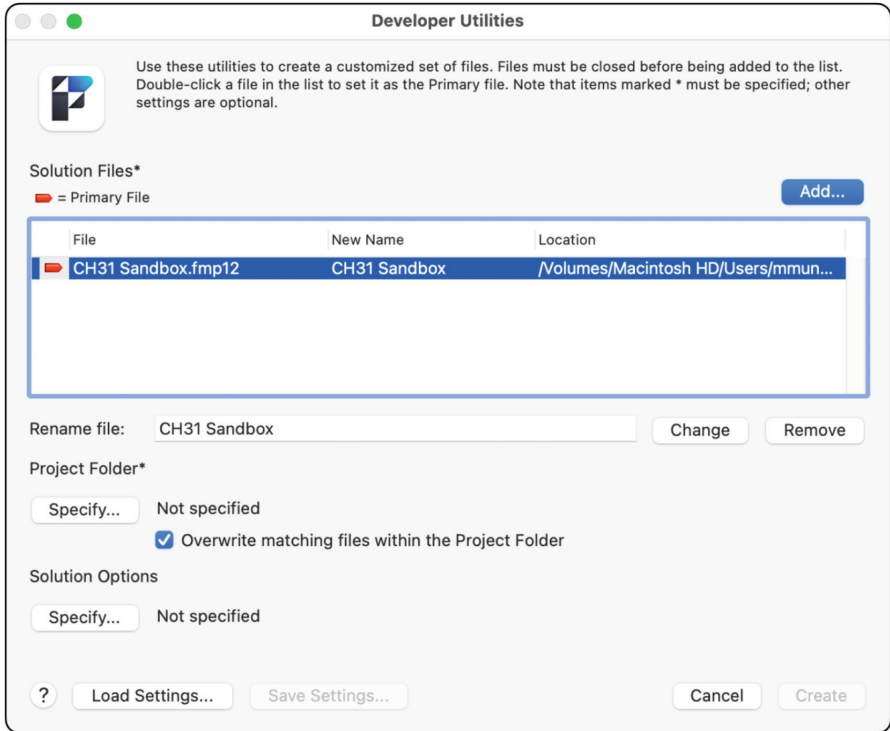 Developer Utilities
Use these utilities to create a customized set of files. Files must be closed before being added to the list.
Double-click a file in the list to set it as the Primary file. Note that items marked * must be specified; other
settings are optional.
Solution Files*
= Primary File
Add...
File New Name Location
CH31 Sandbox.fmp12 CH31 Sandbox /Volumes/Macintosh HD/Users/mmun...
Rename file: CH31 Sandbox Change Remove
Project Folder*
Specify... Not specified
Overwrite matching files within the Project Folder
Solution Options
Specify... Not specified
? Load Settings... Save Settings... Cancel Create